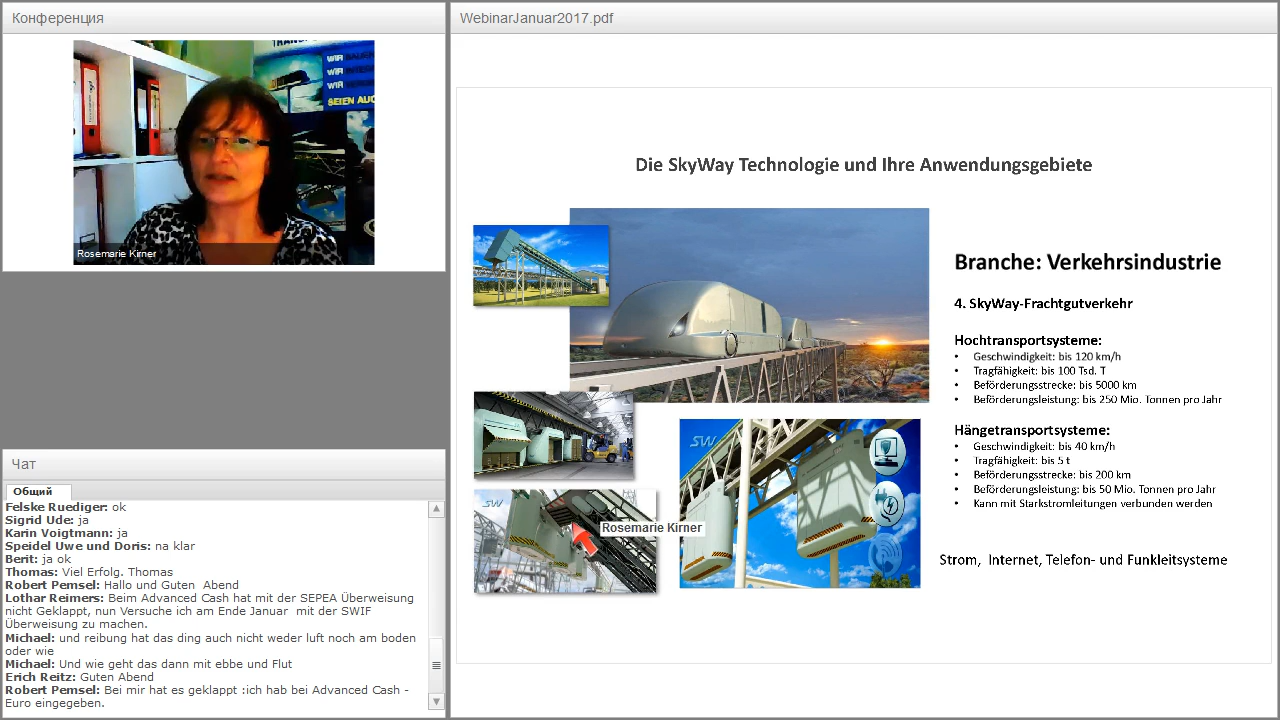 Конференция
TRANS
WIR
WIR
WIR
SEIEN AUC
Rosemarie Kirner
Чат
Общий
Felske Ruediger: ok
Sigrid Ude: ja
Karin Voigtmann: ja
Speidel Uwe und Doris: na klar
Berit: ja ok
Thomas: Viel Erfolg. Thomas
Robert Pemsel: Hallo und Guten Abend
Lothar Reimers: Beim Advanced Cash hat mit der SEPEA Überweisung
nicht Geklappt, nun Versuche ich am Ende Januar mit der SWIF
Überweisung zu machen.
Michael: und reibung hat das ding auch nicht weder luft noch am boden
oder wie
Michael: Und wie geht das dann mit ebbe und Flut
Erich Reitz: Guten Abend
Robert Pemsel: Bei mir hat es geklappt :ich hab bei Advanced Cash -
Euro eingegeben.
WebinarJanuar2017.pdf
Die SkyWay Technologie und Ihre Anwendungsgebiete
Branche: Verkehrsindustrie
4. SkyWay-Frachtgutverkehr
Hochtransportsysteme:
• Geschwindigkeit: bis 120 km/h
• Tragfähigkeit: bis 100 Tsd. T
• Beförderungsstrecke: bis 5000 km
• Beförderungsleistung: bis 250 Mio. Tonnen pro Jahr
Hängetransportsysteme:
• Geschwindigkeit: bis 40 km/h
• Tragfähigkeit: bis 5 t
• Beförderungsstrecke: bis 200 km
• Beförderungsleistung: bis 50 Mio. Tonnen pro Jahr
• Kann mit Starkstromleitungen verbunden werden
Strom, Internet, Telefon- und Funkleitsysteme
SW
SW
Rosemarie Kirner